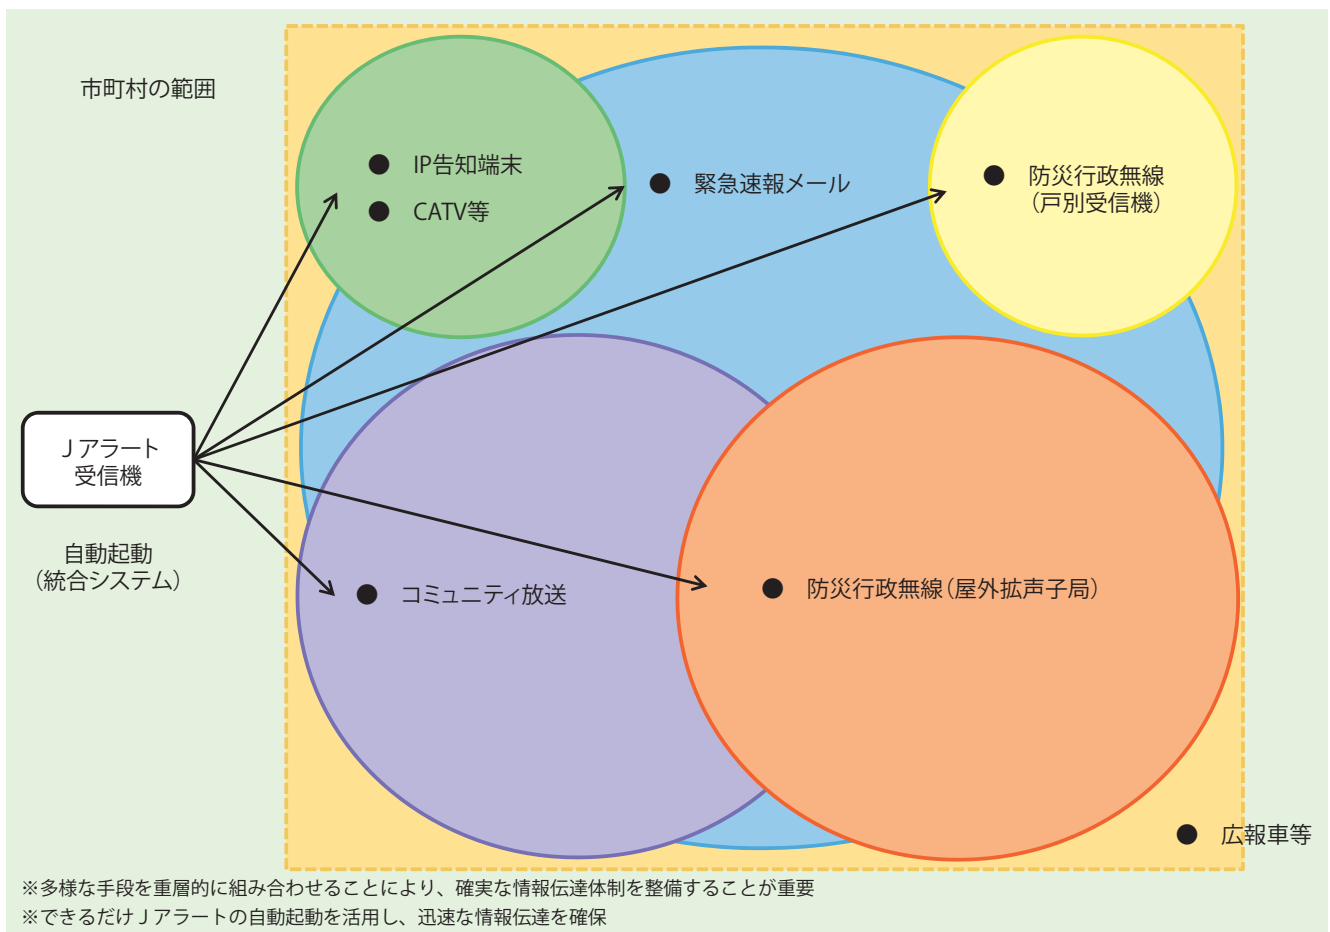 市町村の範囲
● IP告知端末
● CATV等
● 緊急速報メール
● 防災行政無線
（戸別受信機）
Ｊアラート
受信機
自動起動
（統合システム）
● コミュニティ放送
● 防災行政無線（屋外拡声子局）
● 広報車等
※多様な手段を重層的に組み合わせることにより、確実な情報伝達体制を整備することが重要
※できるだけＪアラートの自動起動を活用し、迅速な情報伝達を確保